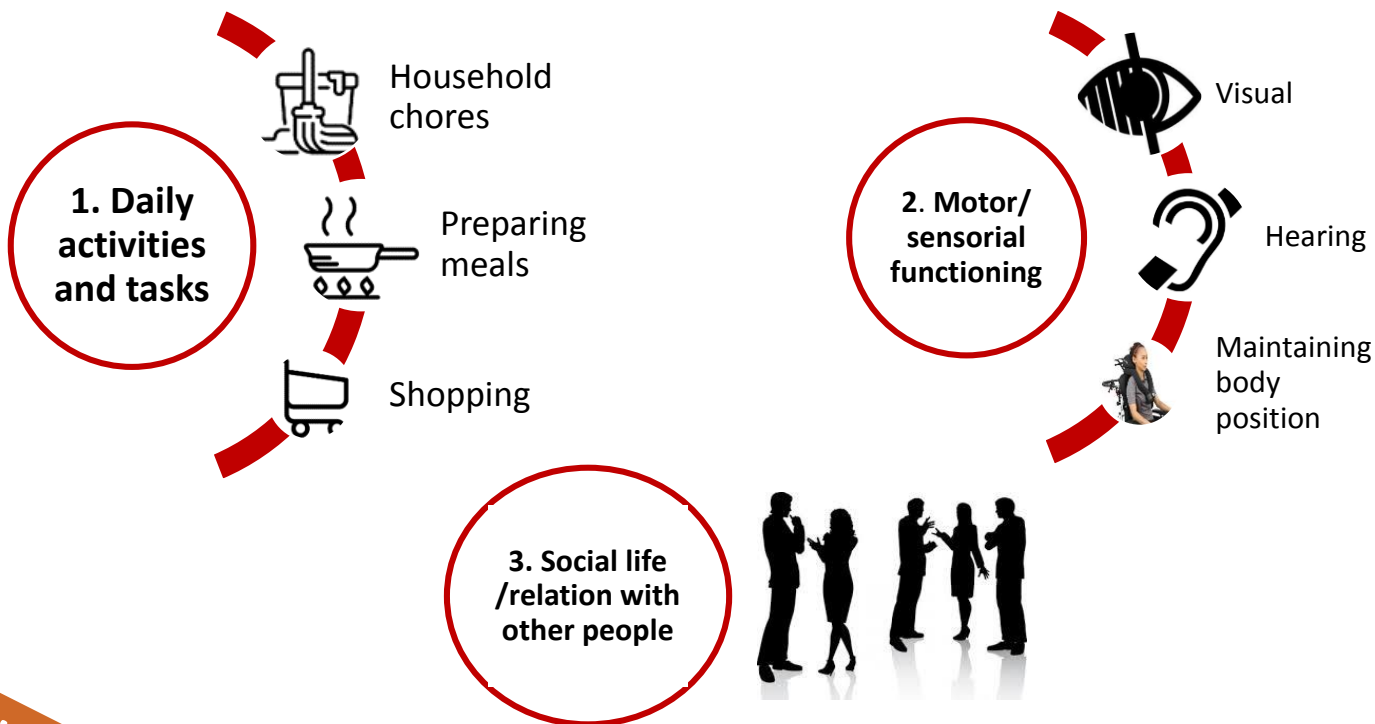 1. Daily
activities
and tasks
Household
chores
Preparing
meals
Shopping
2. Motor/
sensorial
functioning
Visual
Hearing
Maintaining
body
position
3. Social life
/relation with
other people